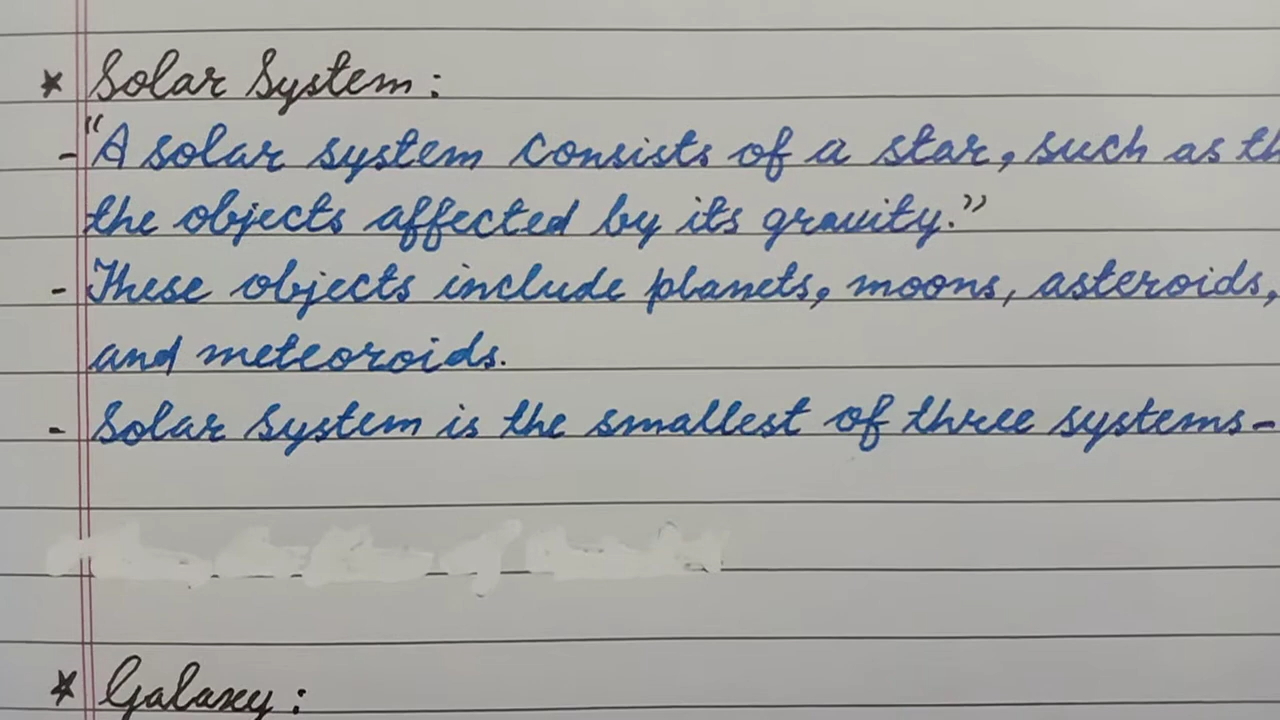 * Solar System:
- "A solar system consists of a star, such as th
the objects affected by its gravity."
- These objects include planets, moons, asteroids,
and meteoroids.
- Solar System is the smallest of three systems-
* Galaxy: